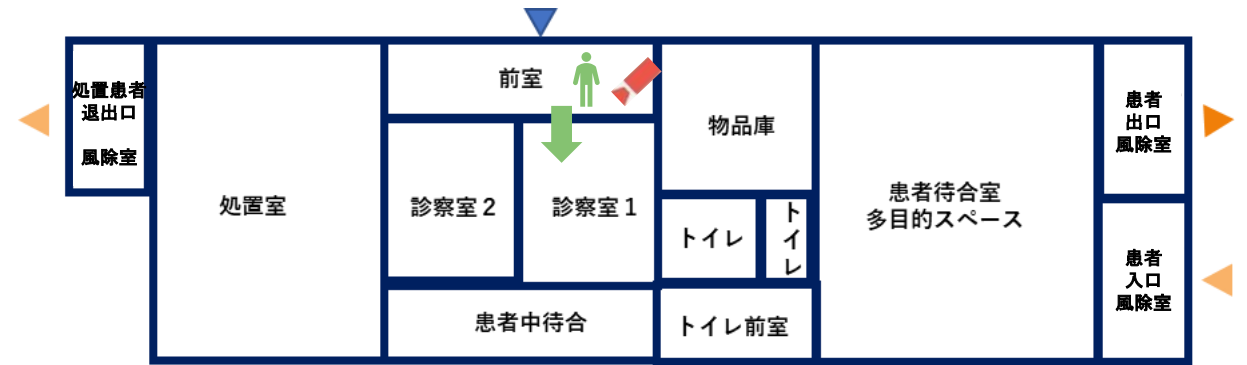 処置患者
退出口
風除室
処置室
前室
診察室２
診察室１
患者中待合
物品庫
トイレ
トイレ
トイレ前室
患者待合室
多目的スペース
患者
出口
風除室
患者
入口
風除室